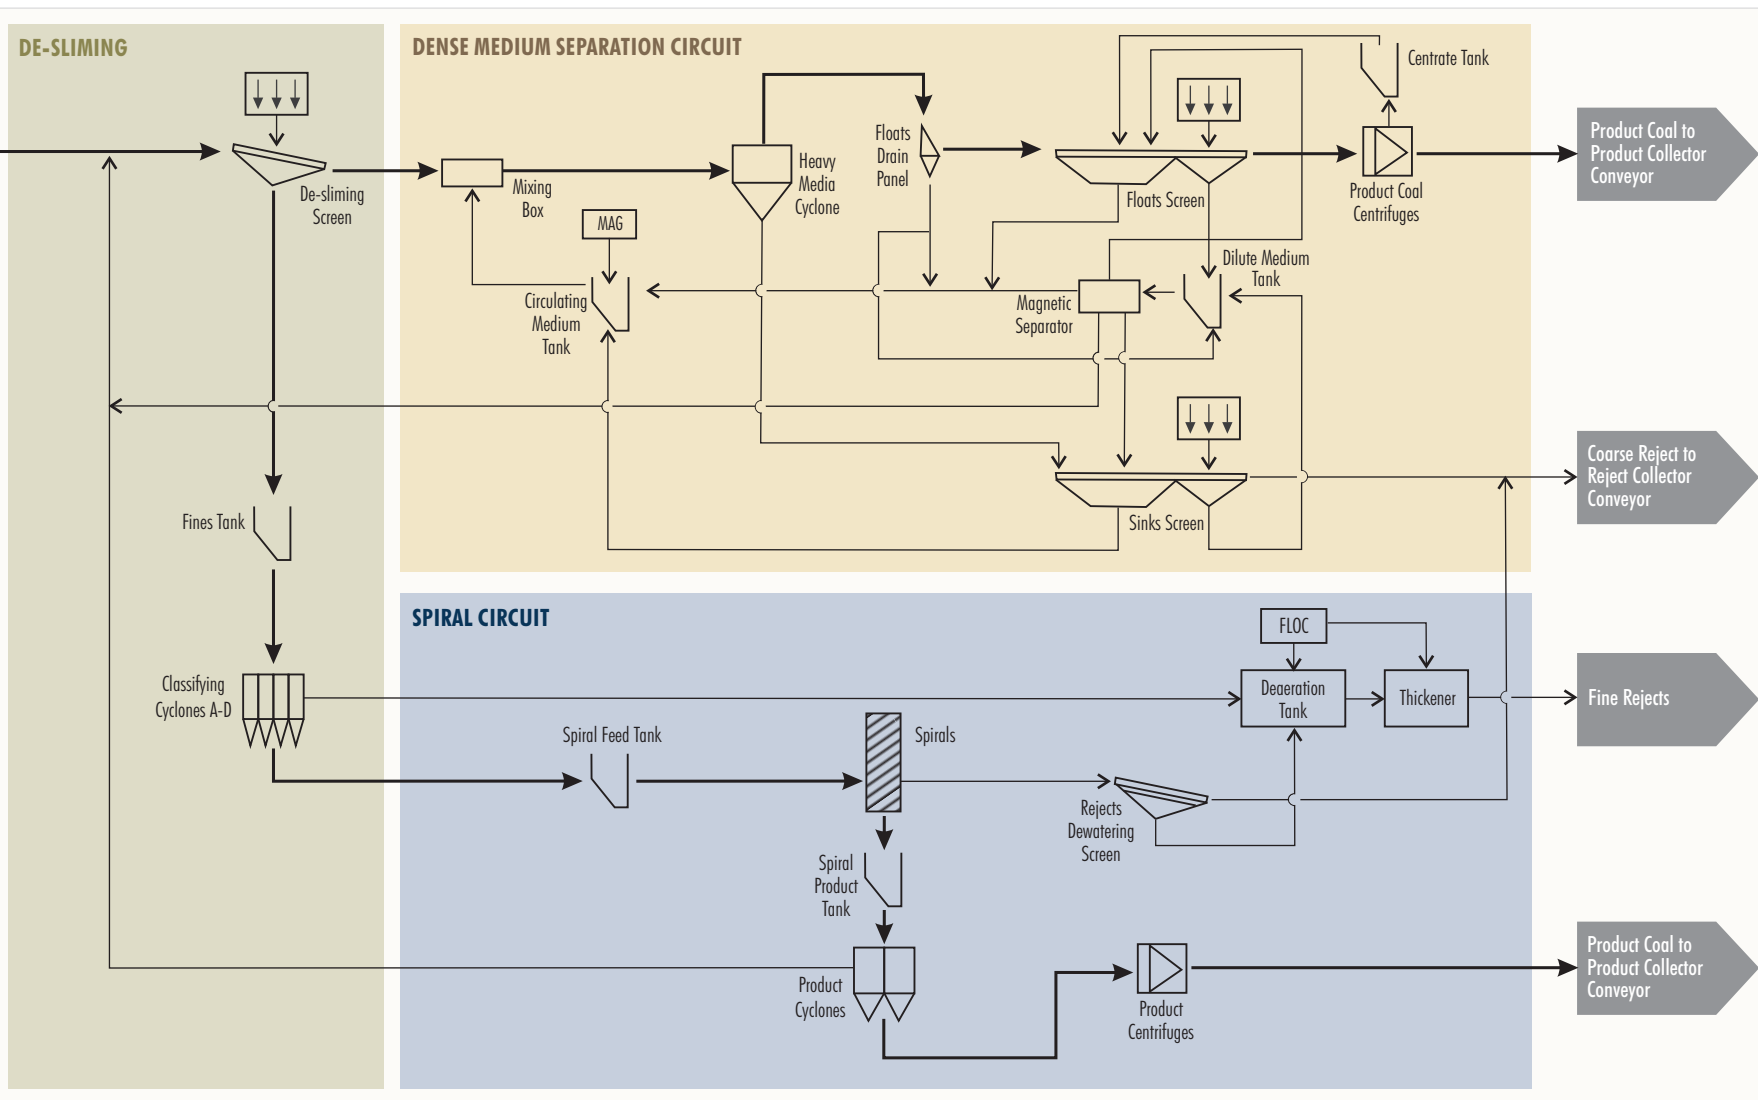 DE-SLIMING
De-sliming
Screen
Fines Tank
Classifying
Cyclones A-D
DENSE MEDIUM SEPARATION CIRCUIT
Mixing
Box
MAG
Circulating
Medium
Tank
Heavy
Media
Cyclone
Floats
Drain
Panel
Floats Screen
Centrate Tank
Product Coal
Centrifuges
Dilute Medium
Tank
Magnetic
Separator
Sinks Screen
SPIRAL CIRCUIT
FLOC
Deaeration
Tank
Thickener
Spiral Feed Tank
Spirals
Rejects
Dewatering
Screen
Spiral
Product
Tank
Product
Cyclones
Product
Centrifuges
Product Coal to
Product Collector
Conveyor
Coarse Reject to
Reject Collector
Conveyor
Fine Rejects
Product Coal to
Product Collector
Conveyor